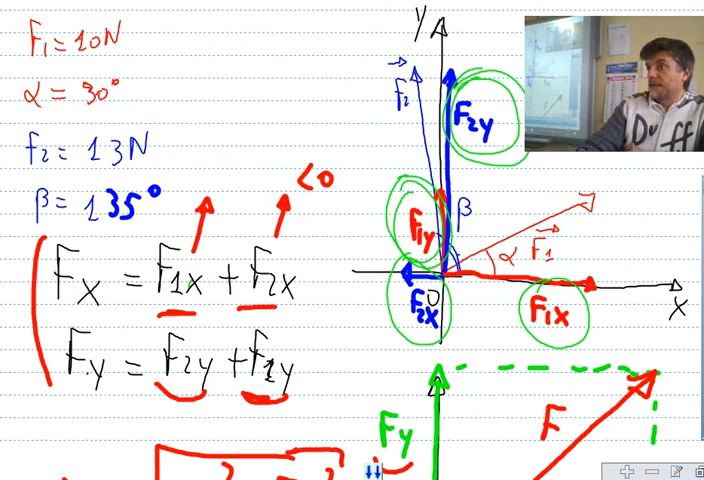 F₁ = 10N
α = 30°
F₂ = 13N
β = 135°
<0
Fx = F1x + F2x
Fy = F2y + F1y
y
F₂
F2y
F1y
β
α F₁
F2x
O
F1x
x
Fy
F
Duff